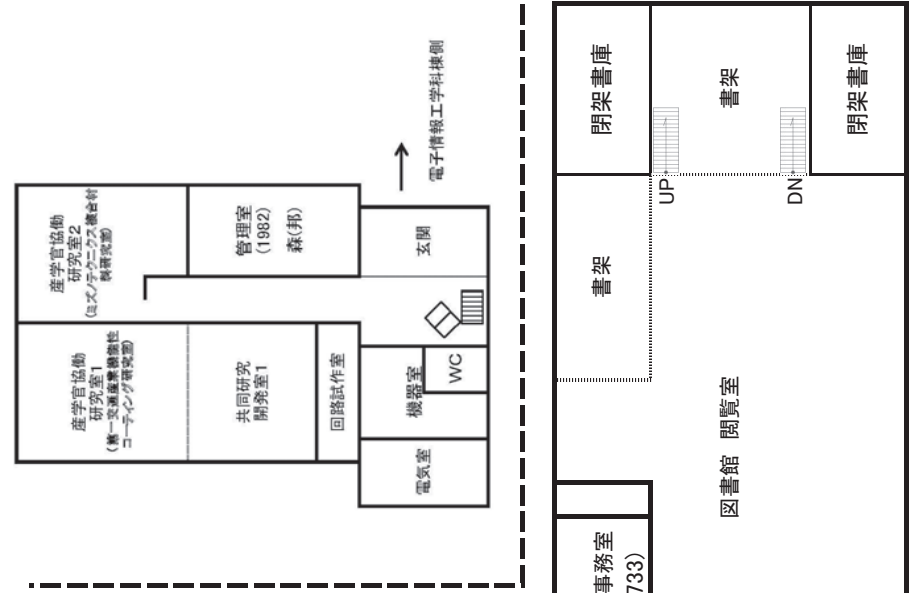 産学官協働
研究室2
(ミズノテクニクス複合材
料研究室)
管理室
(1982)
森(邦)
玄関
電子情報工学科棟側
産学官協働
研究室1
(第一交通産業機能性
コーティング研究室)
共同研究
開発室1
回路試作室
機器室
WC
電気室
閉架書庫
書架
閉架書庫
UP
DN
書架
図書館 閲覧室
事務室
733)